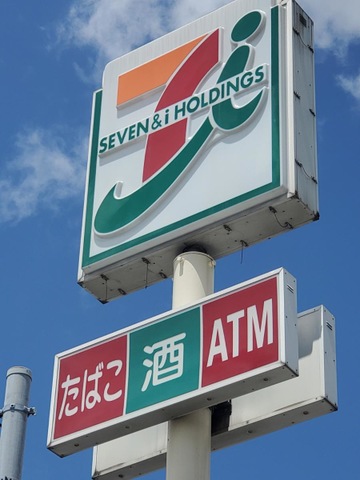 SEVEN & i HOLDINGS
たばこ 酒 ATM